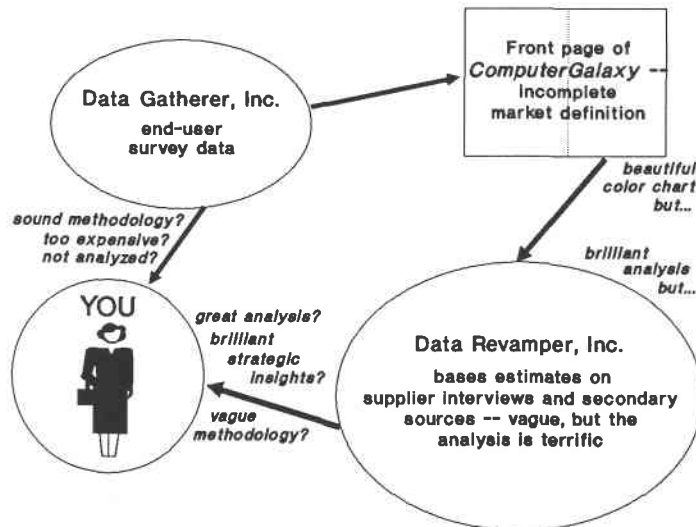 Data Gatherer, Inc.
end-user
survey data
Front page of
ComputerGalaxy --
incomplete
market definition
beautiful
color chart
but...
sound methodology?
too expensive?
not analyzed?
brilliant
analysis
but...
YOU
great analysis?
brilliant
strategic
insights?
vague
methodology?
Data Revamper, Inc.
bases estimates on
supplier interviews and secondary
sources -- vague, but the
analysis is terrific